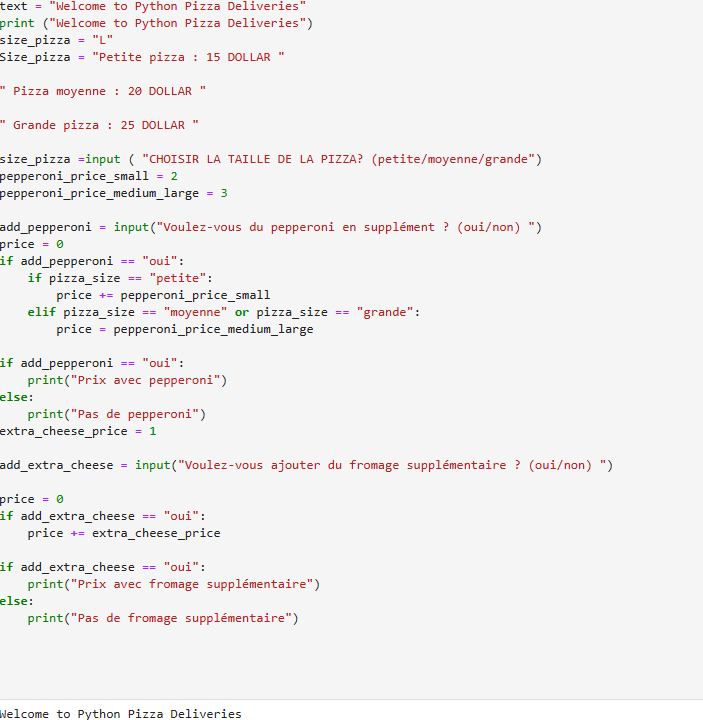 text = "Welcome to Python Pizza Deliveries"
print ("Welcome to Python Pizza Deliveries")
size_pizza = "L"
Size_pizza = "Petite pizza : 15 DOLLAR "
" Pizza moyenne : 20 DOLLAR "
" Grande pizza : 25 DOLLAR "
size_pizza =input ( "CHOISIR LA TAILLE DE LA PIZZA? (petite/moyenne/grande")
pepperoni_price_small = 2
pepperoni_price_medium_large = 3
add_pepperoni = input("Voulez-vous du pepperoni en supplément ? (oui/non) ")
price = 0
if add_pepperoni == "oui":
    if pizza_size == "petite":
        price += pepperoni_price_small
    elif pizza_size == "moyenne" or pizza_size == "grande":
        price = pepperoni_price_medium_large
if add_pepperoni == "oui":
    print("Prix avec pepperoni")
else:
    print("Pas de pepperoni")
extra_cheese_price = 1
add_extra_cheese = input("Voulez-vous ajouter du fromage supplémentaire ? (oui/non) ")
price = 0
if add_extra_cheese == "oui":
    price += extra_cheese_price
if add_extra_cheese == "oui":
    print("Prix avec fromage supplémentaire")
else:
    print("Pas de fromage supplémentaire")
Welcome to Python Pizza Deliveries